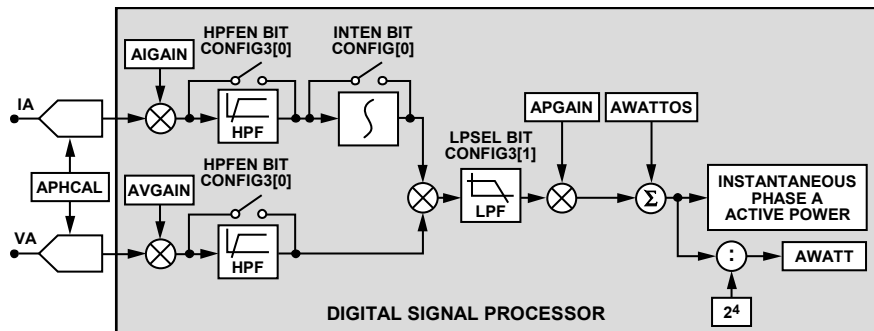 HPFEN BIT
CONFIG3[0]
INTEN BIT
CONFIG[0]
AIGAIN
IA
HPF
APGAIN
AWATTOS
LPSEL BIT
CONFIG3[1]
HPFEN BIT
CONFIG3[0]
APHCAL
AVGAIN
LPF
Σ
INSTANTANEOUS
PHASE A
ACTIVE POWER
VA
HPF
:
AWATT
24
DIGITAL SIGNAL PROCESSOR